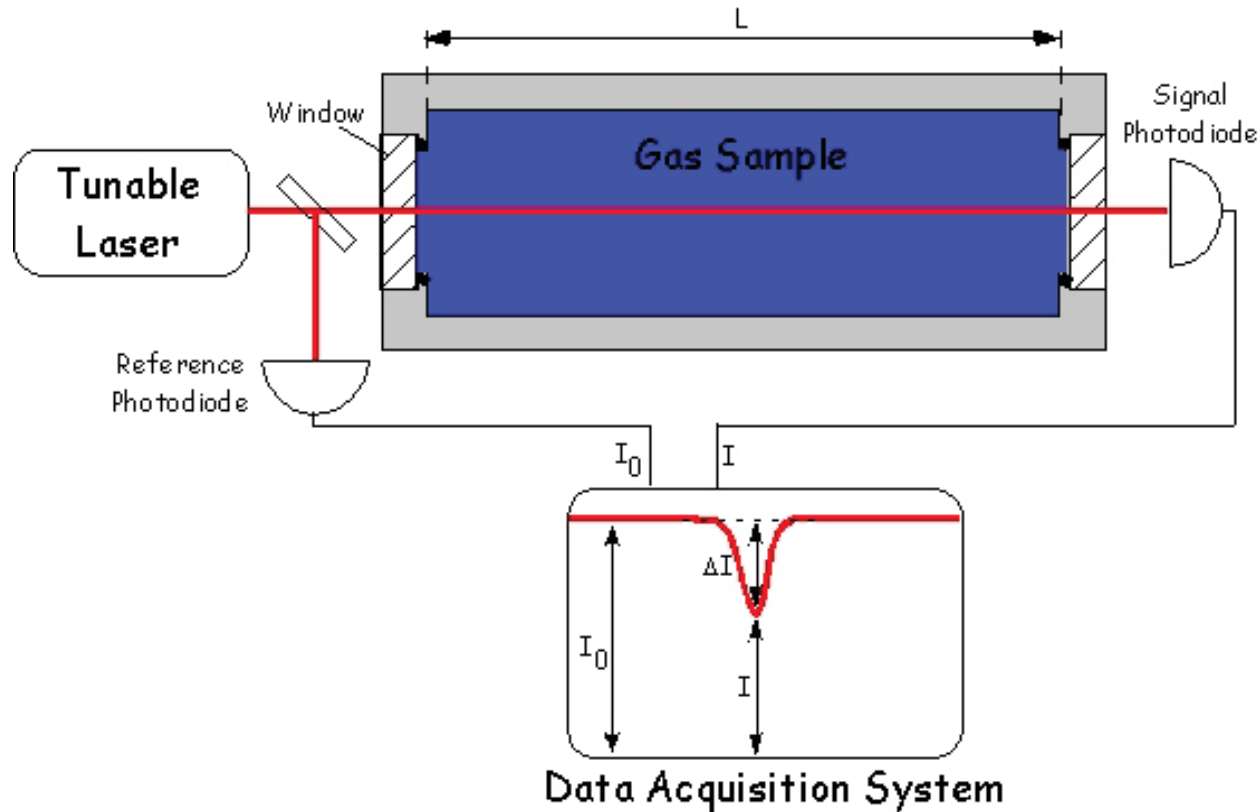 L
Window
Signal
Photodiode
Gas Sample
Tunable
Laser
Reference
Photodiode
I0
I
ΔI
I0
I
Data Acquisition System